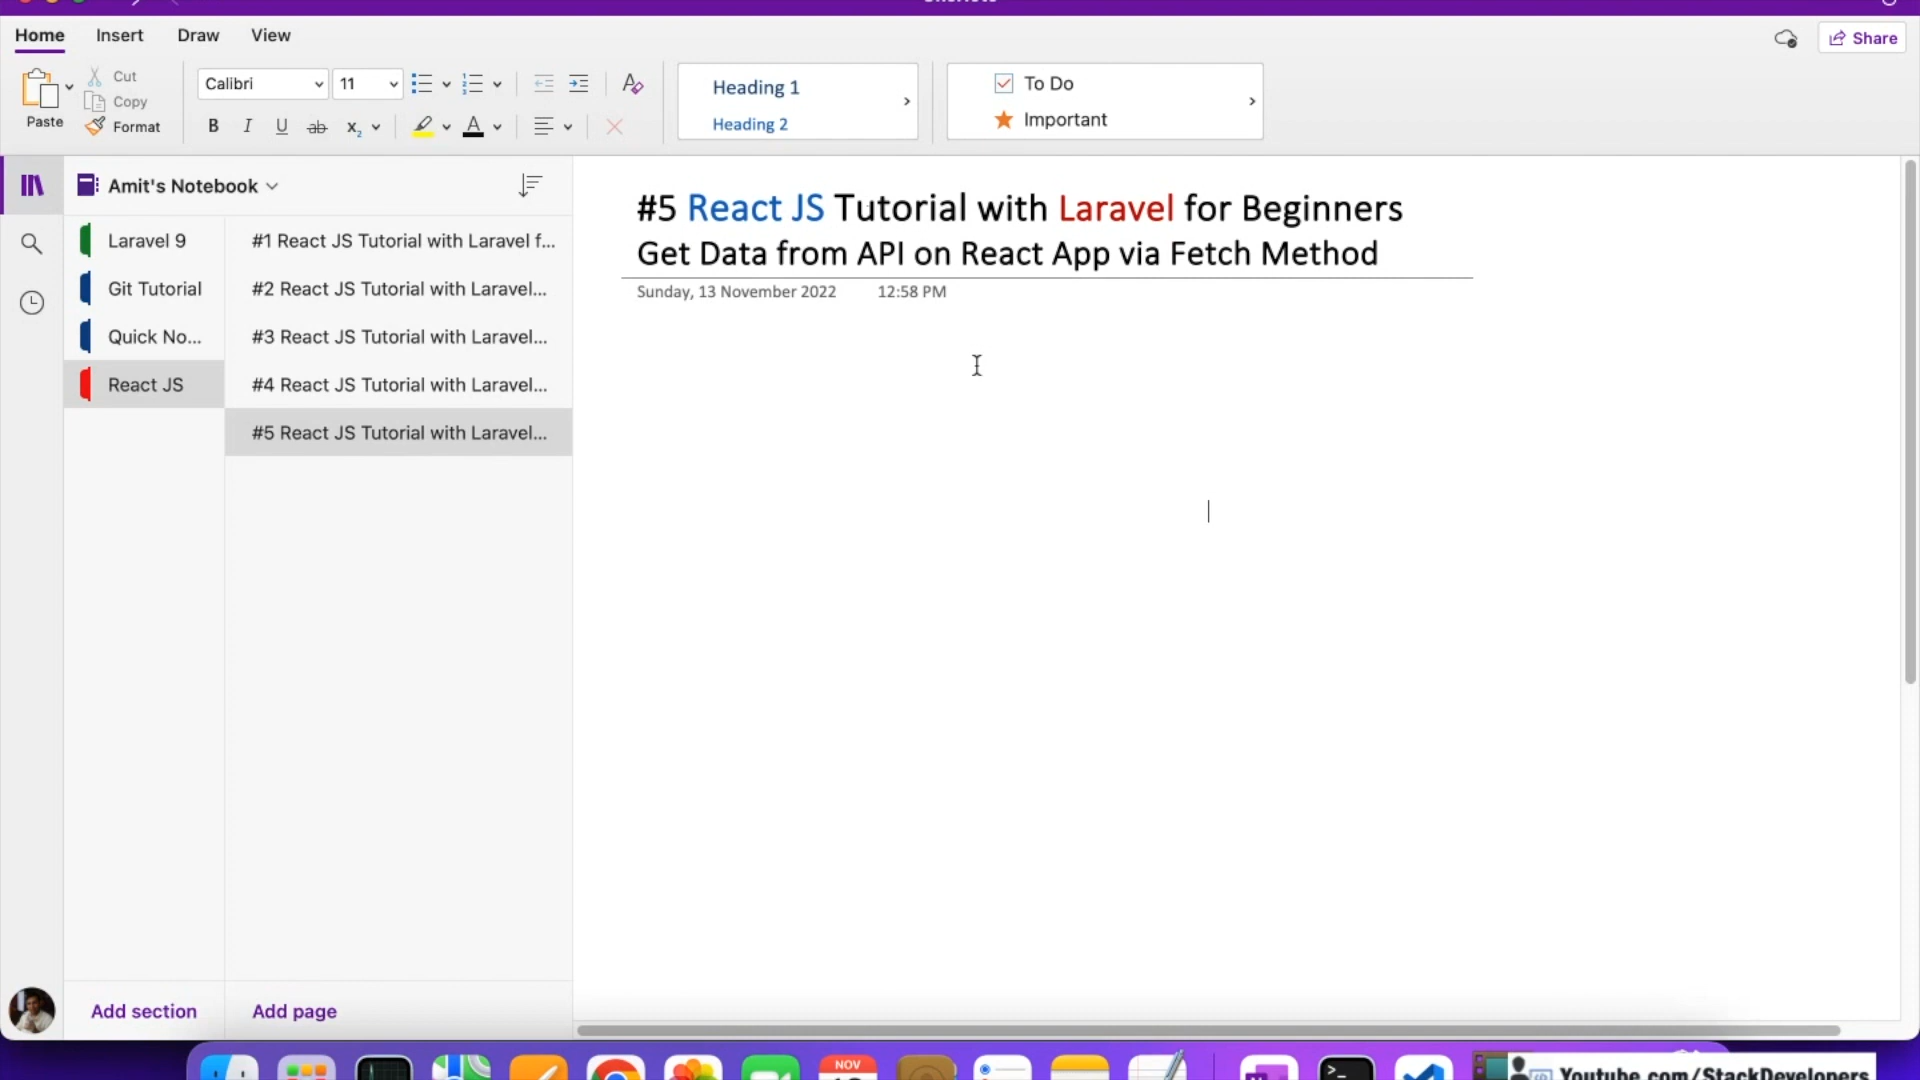 Home Insert Draw View
Share
Paste
Cut
Copy
Format
Calibri 11
B I U ab x₂ A
Heading 1
Heading 2
To Do
Important
Amit's Notebook
Laravel 9
Git Tutorial
Quick No...
React JS
#1 React JS Tutorial with Laravel f...
#2 React JS Tutorial with Laravel...
#3 React JS Tutorial with Laravel...
#4 React JS Tutorial with Laravel...
#5 React JS Tutorial with Laravel...
#5 React JS Tutorial with Laravel for Beginners
Get Data from API on React App via Fetch Method
Sunday, 13 November 2022 12:58 PM
Add section
Add page
NOV
Youtube.com/StackDevelopers